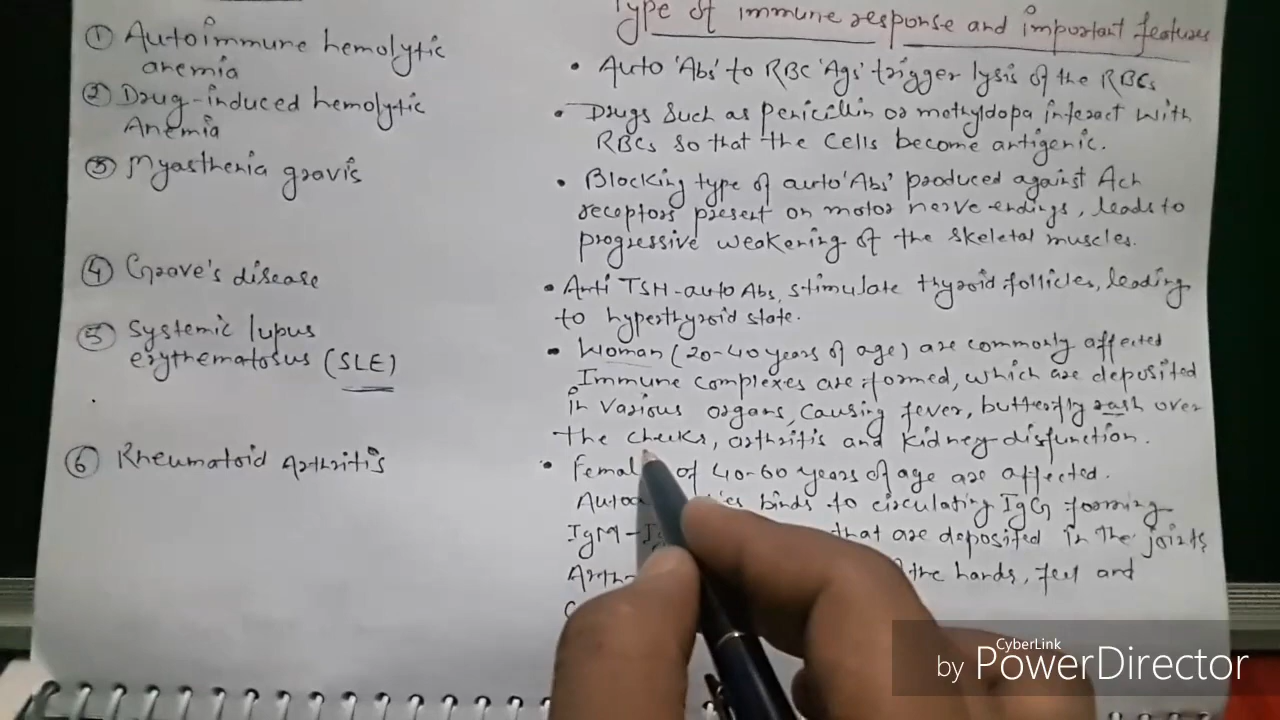 Type of immune response and important features
① Autoimmune hemolytic
anemia
• Auto 'Abs' to RBC 'Ags' trigger lysis of the RBCs
② Drug-induced hemolytic
Anemia
• Drugs such as penicillin or methyldopa interact with
RBCs so that the cells become antigenic.
③ Myasthenia gravis
• Blocking type of auto 'Abs' produced against Ach
receptors present on motor nerve endings, leads to
progressive weakering of the skeletal muscles.
④ Grave's disease
• Anti TSH-auto Abs, stimulate thyroid follicles, leading
to hyperthyroid state.
⑤ Systemic lupus
erythematosus (SLE)
• Woman (20-40 years of age) are commonly affected
Immune complexes are formed, which are deposited
in various organs, causing fever, butterfly rash over
the cheeks, arthritis and kidney disfunction.
⑥ Rheumatoid Arthritis
• of 40-60 years of age are affected.
binds to circulating IgG forming
IgM- that are deposited in the joints
the hands, feet and
CyberLink
by PowerDirector